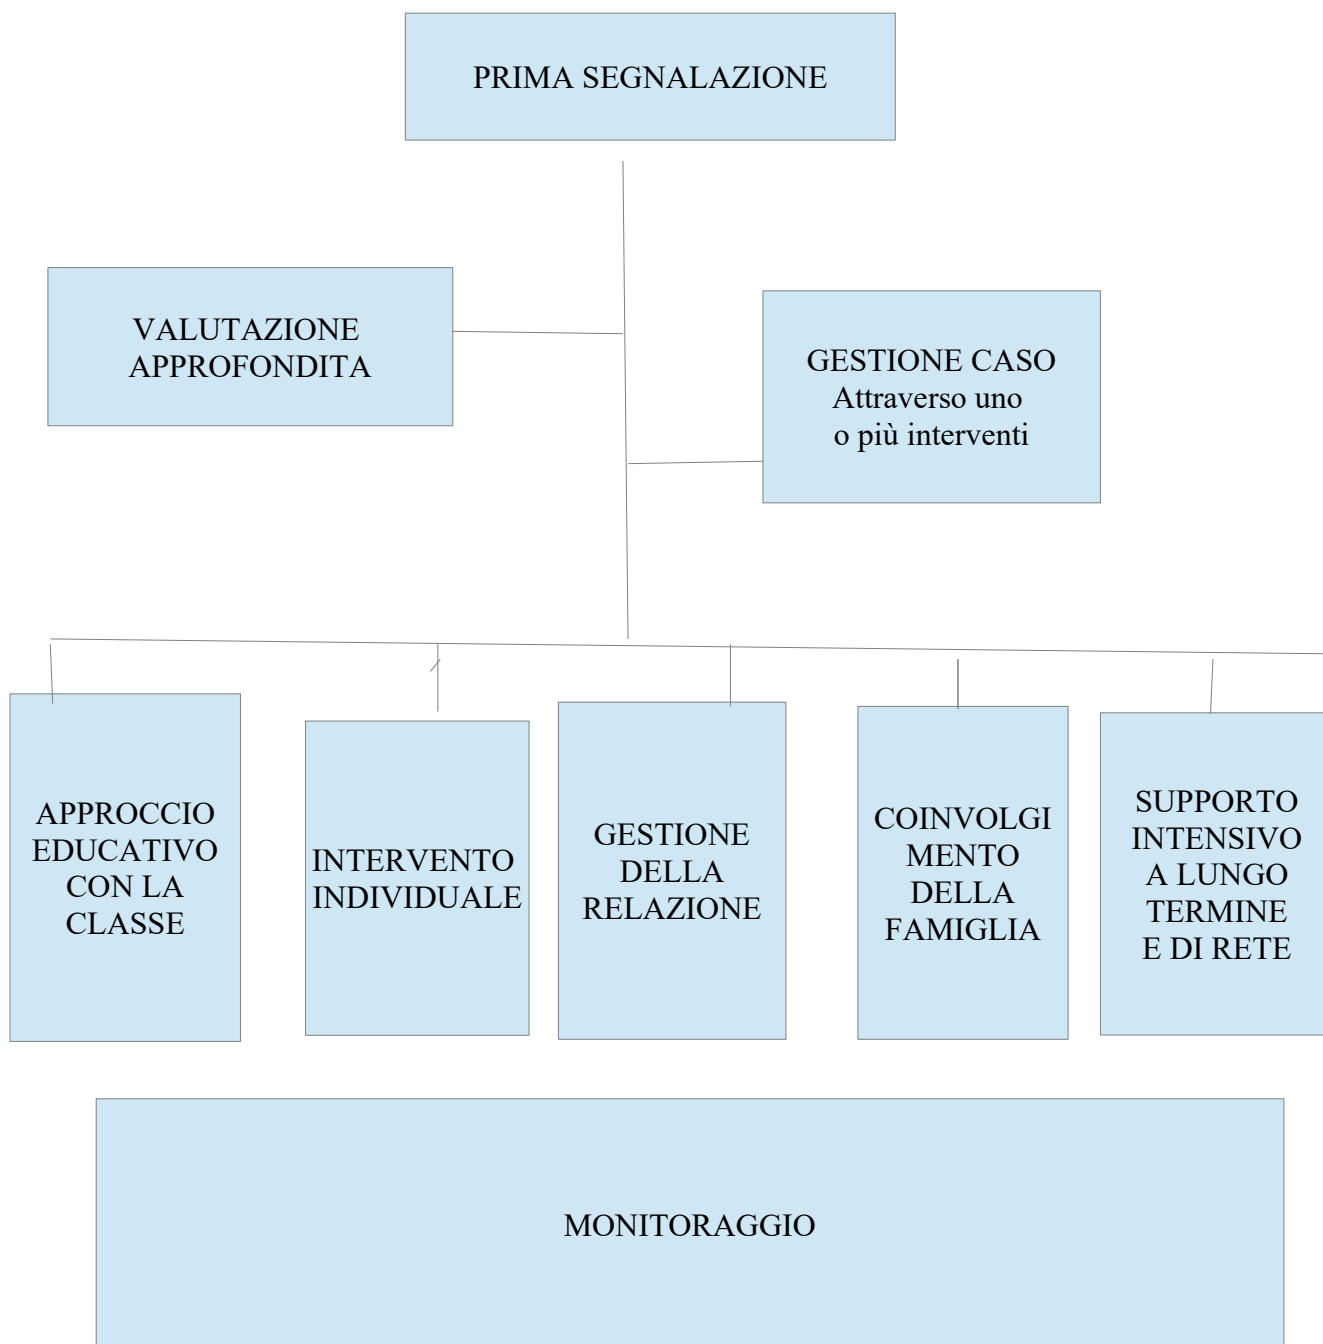 PRIMA SEGNALAZIONE
VALUTAZIONE
APPROFONDITA
GESTIONE CASO
Attraverso uno
o più interventi
APPROCCIO
EDUCATIVO
CON LA
CLASSE
INTERVENTO
INDIVIDUALE
GESTIONE
DELLA
RELAZIONE
COINVOLGI
MENTO
DELLA
FAMIGLIA
SUPPORTO
INTENSIVO
A LUNGO
TERMINE
E DI RETE
MONITORAGGIO